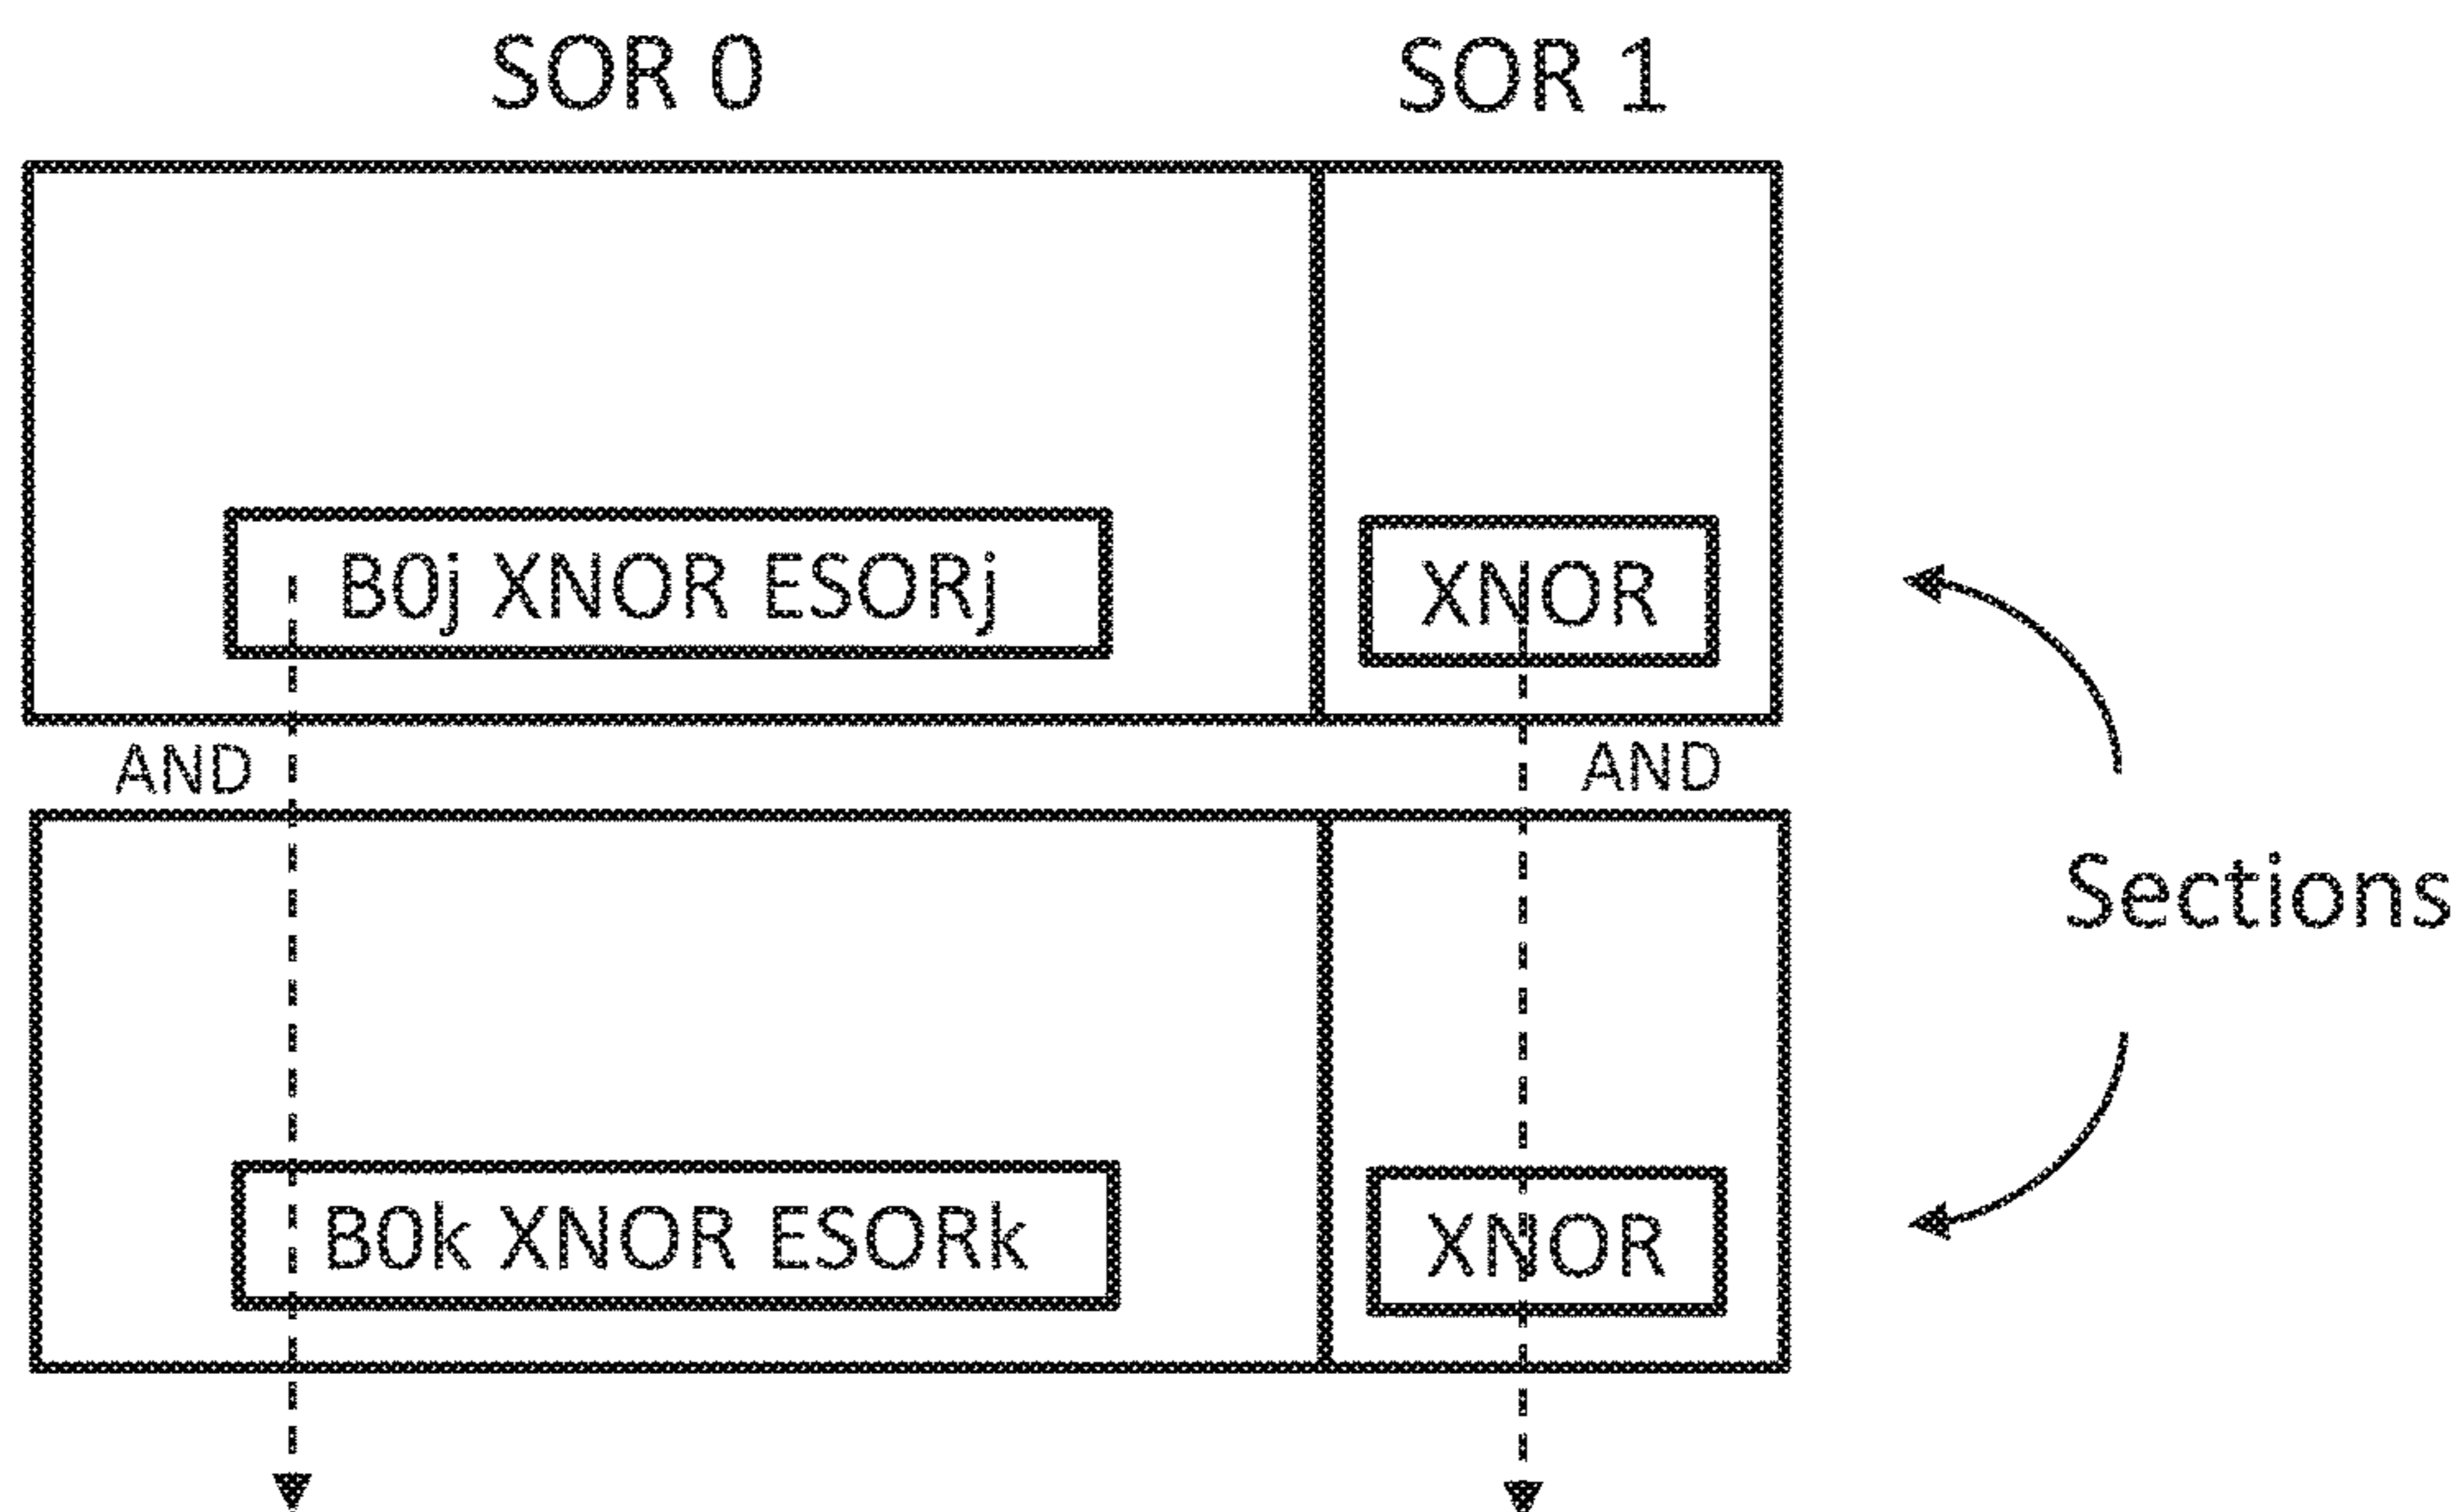 SOR 0 SOR 1
B0j XNOR ESORj XNOR
AND AND
Sections
B0k XNOR ESORk XNOR